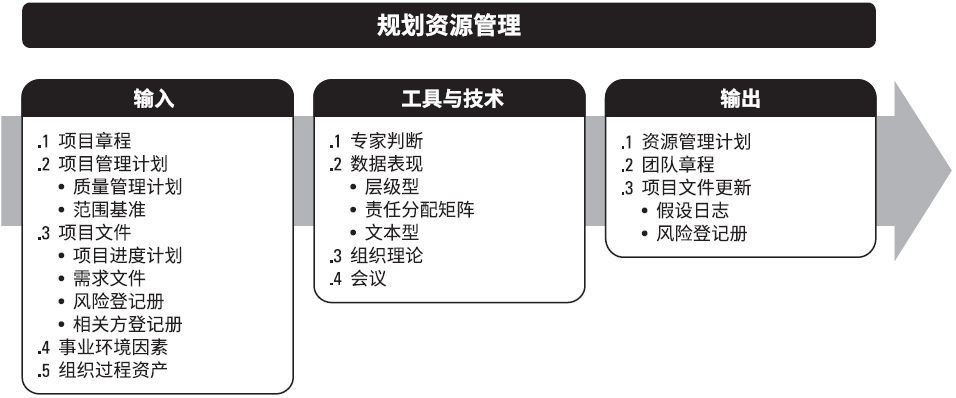 规划资源管理
输入
.1 项目章程
.2 项目管理计划
• 质量管理计划
• 范围基准
.3 项目文件
• 项目进度计划
• 需求文件
• 风险登记册
• 相关方登记册
.4 事业环境因素
.5 组织过程资产
工具与技术
.1 专家判断
.2 数据表现
• 层级型
• 责任分配矩阵
• 文本型
.3 组织理论
.4 会议
输出
.1 资源管理计划
.2 团队章程
.3 项目文件更新
• 假设日志
• 风险登记册